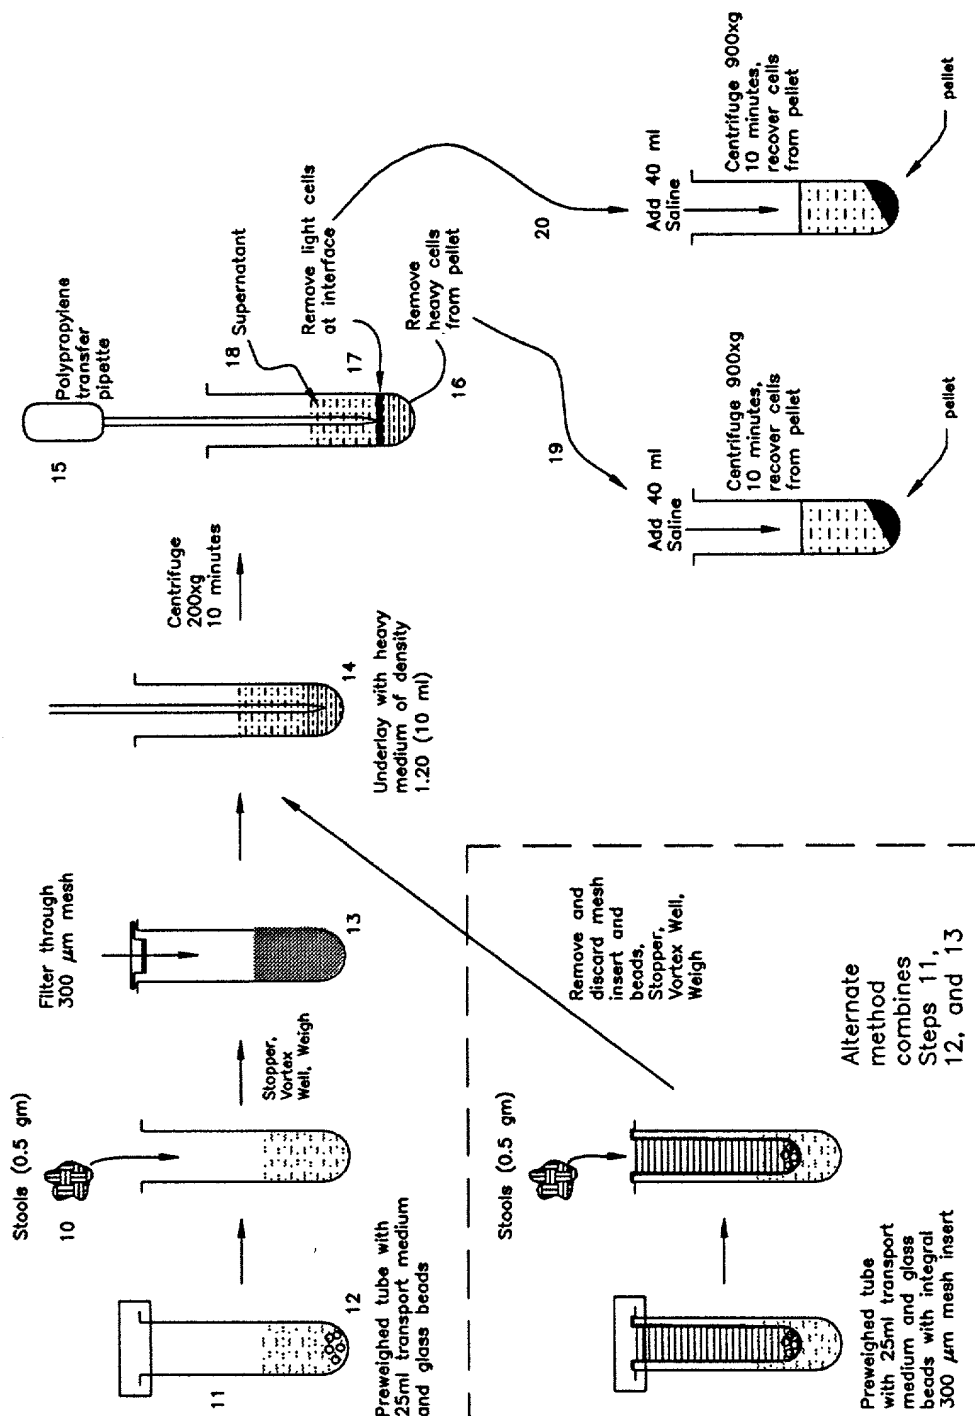 Stools (0.5 gm)
10
11
12
Preweighed tube with
25ml transport medium
and glass beads
Stopper,
Vortex
Well, Weigh
Filter through
300 μm mesh
13
14
Underlay with heavy
medium of density
1.20 (10 ml)
Centrifuge
200xg
10 minutes
15
Polypropylene
transfer
pipette
18 Supernatant
17
Remove light cells
at interface
16
Remove
heavy cells
from pellet
19
Add 40 ml
Saline
Centrifuge 900xg
10 minutes,
recover cells
from pellet
pellet
20
Add 40 ml
Saline
Centrifuge 900xg
10 minutes,
recover cells
from pellet
pellet
Stools (0.5 gm)
Preweighed tube
with 25ml transport
medium and glass
beads with integral
300 μm mesh insert
Remove and
discard mesh
insert and
beads,
Stopper,
Vortex Well,
Weigh
Alternate
method
combines
Steps 11,
12, and 13